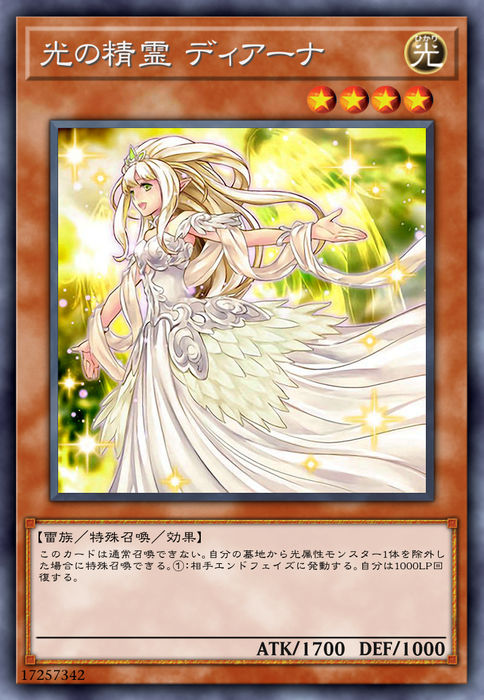 光の精霊 ディアーナ
ひかり
光
【雷族／特殊召喚／効果】
このカードは通常召喚できない。自分の墓地から光属性モンスター1体を除外し
た場合に特殊召喚できる。①：相手エンドフェイズに発動する。自分は1000LP回
復する。
ATK/1700 DEF/1000
17257342